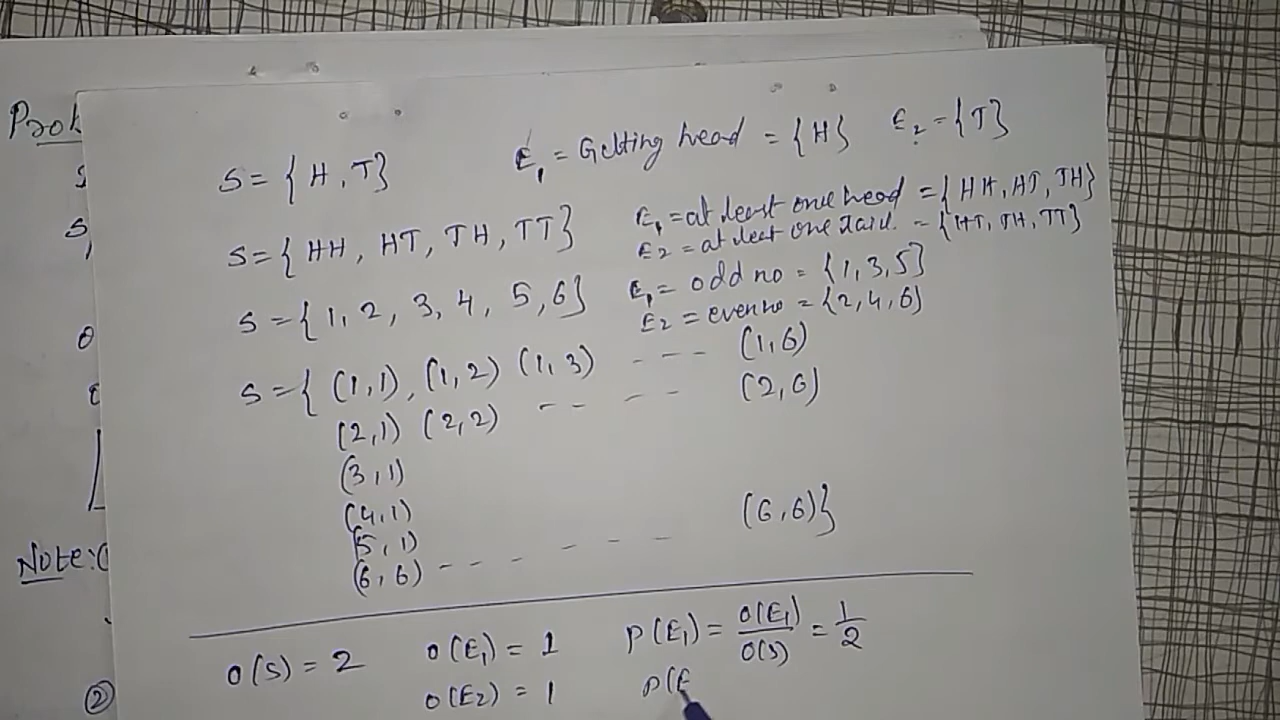 Prob
S = { H, T}
E₁ = Getting head = {H}
E₂ = {T}
S = { HH, HT, TH, TT}
E₁ = at least one head = {HH, HT, TH}
E₂ = at least one taid. = {HT, TH, TT}
S = {1, 2, 3, 4, 5, 6}
E₁ = odd no = {1, 3, 5}
E₂ = even no = {2, 4, 6}
S = { (1,1), (1,2) (1,3) - - - (1,6)
(2,1) (2,2) - - - - (2,6)
(3,1)
(4,1)
(5,1) (6,6)}
(6,6) - - - - - -
Note:(
O(S) = 2 O(E₁) = 1 P(E₁) = O(E₁)/O(S) = 1/2
② O(E2) = 1 P(E